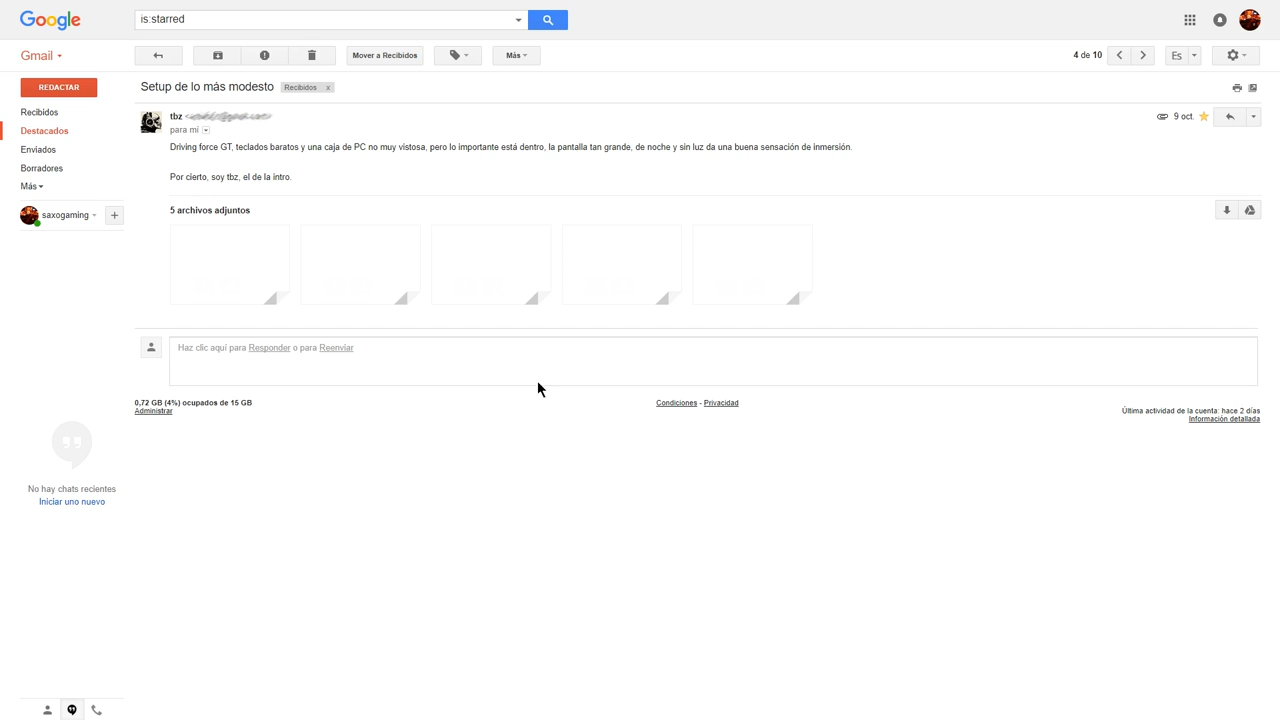 Google
is:starred
Gmail
Mover a Recibidos
Más
4 de 10
Es
REDACTAR
Setup de lo más modesto
Recibidos x
Recibidos
Destacados
Enviados
Borradores
Más
saxogaming
tbz
9 oct.
para mí
Driving force GT, teclados baratos y una caja de PC no muy vistosa, pero lo importante está dentro, la pantalla tan grande, de noche y sin luz da una buena sensación de inmersión.
Por cierto, soy tbz, el de la intro.
5 archivos adjuntos
Haz clic aquí para Responder o para Reenviar
0,72 GB (4%) ocupados de 15 GB
Administrar
Condiciones - Privacidad
Última actividad de la cuenta: hace 2 días
Información detallada
No hay chats recientes
Iniciar uno nuevo